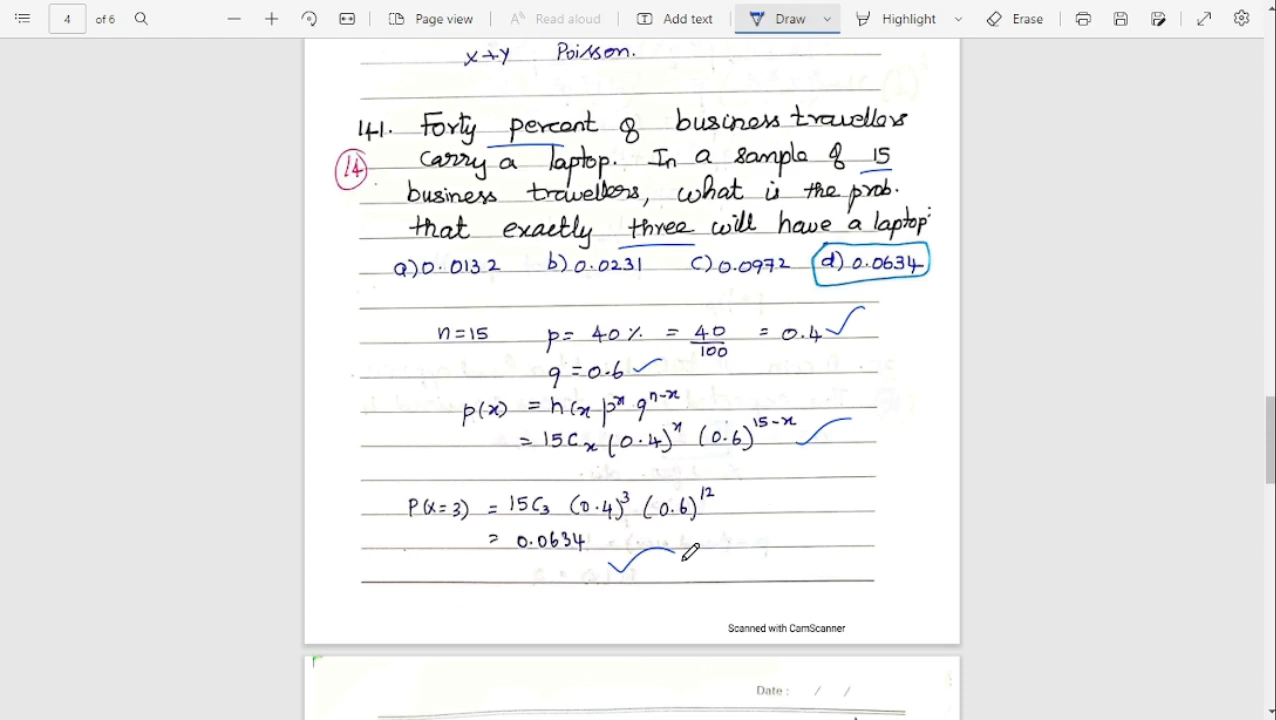 4 of 6 Page view Read aloud Add text Draw Highlight Erase
x+y Poisson.
141. Forty percent of business travellers
14 carry a laptop. In a sample of 15
business travellers, what is the prob.
that exactly three will have a laptop:
a) 0.0132 b) 0.0231 c) 0.0972 d) 0.0634
n=15 p= 40% = 40/100 = 0.4
q = 0.6
p(x) = nCx p^x q^n-x
= 15Cx (0.4)^x (0.6)^15-x
P(x=3) = 15C3 (0.4)^3 (0.6)^12
= 0.0634
Scanned with CamScanner
Date: / /